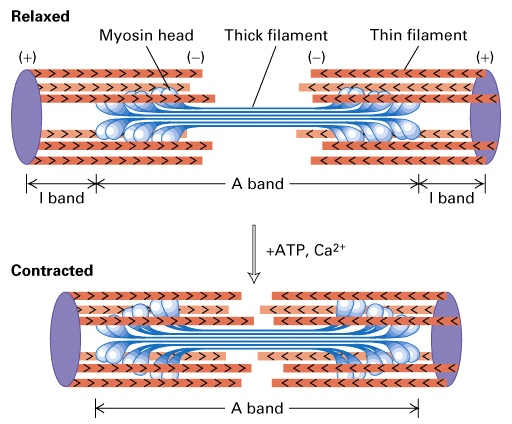 Relaxed
Myosin head Thick filament Thin filament
(+) (−) (−) (+)
I band A band I band
+ATP, Ca²⁺
Contracted
A band